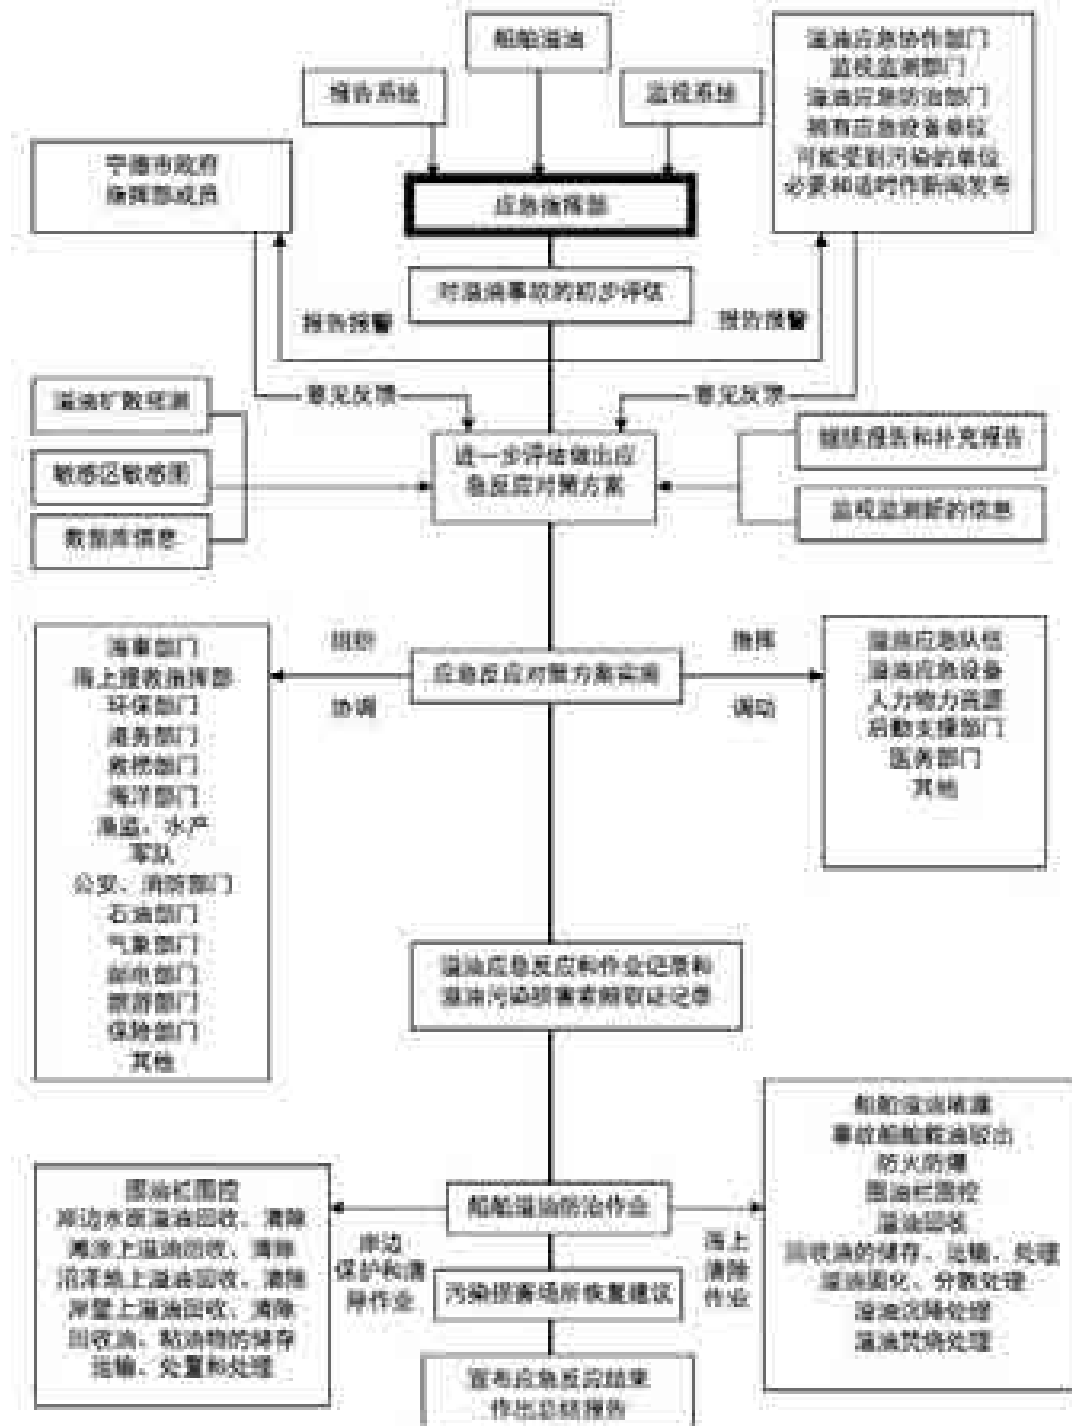 船舶溢油
报告系统
监视系统
溢油应急协作部门
监视监测部门
溢油应急防治部门
拥有应急设备单位
可能受到污染的单位
必要和适时作新闻发布
宁德市政府
指挥部成员
应急指挥部
对溢油事故的初步评估
报告报警
报告报警
意见反馈
意见反馈
溢油扩散预测
敏感区敏感图
数据库信息
进一步评估做出应
急反应对策方案
继续报告和补充报告
监视监测新的信息
海事部门
海上搜救指挥部
环保部门
港务部门
救捞部门
海洋部门
渔监、水产
军队
公安、消防部门
石油部门
气象部门
邮电部门
旅游部门
保险部门
其他
组织
协调
应急反应对策方案实施
指挥
调动
溢油应急队伍
溢油应急设备
人力物力资源
后勤支援部门
医务部门
其他
溢油应急反应和作业记录和
溢油污染损害索赔取证记录
船舶溢油堵漏
事故船舶载油驳出
防火防爆
围油栏围控
溢油回收
回收油的储存、运输、处理
溢油固化、分散处理
溢油沉降处理
溢油焚烧处理
围油栏围控
岸边水面溢油回收、清除
滩涂上溢油回收、清除
沼泽地上溢油回收、清除
岸壁上溢油回收、清除
回收油、粘油物的储存
运输、处置和处理
船舶溢油防治作业
岸边
保护和清
除作业
海上
清除
作业
污染损害场所恢复建议
宣布应急反应结果
作出总结报告